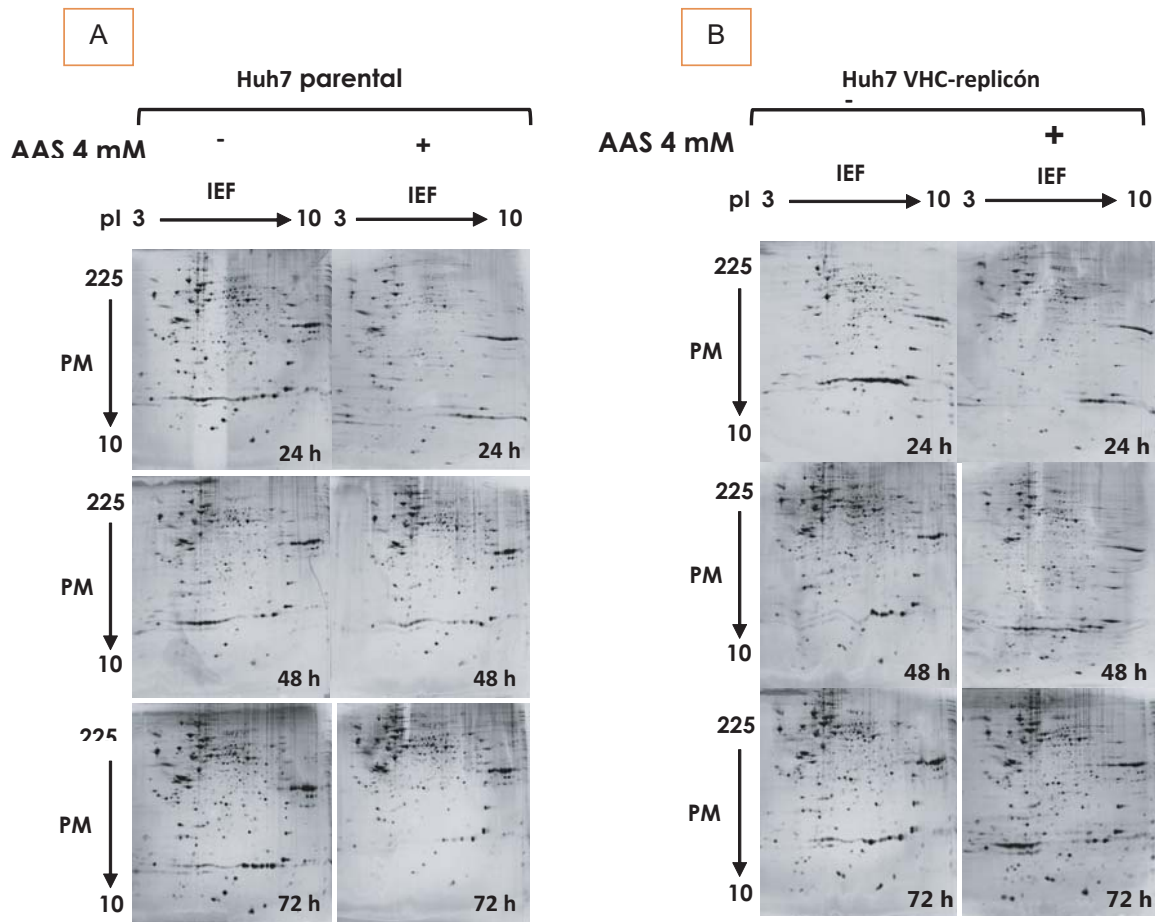 A
Huh7 parental
AAS 4 mM - +
IEF IEF
pI 3 10 3 10
225
PM
10
24 h 24 h
225
PM
10
48 h 48 h
225
PM
10
72 h 72 h
B
Huh7 VHC-replicón
AAS 4 mM - +
IEF IEF
pI 3 10 3 10
225
PM
10
24 h 24 h
225
PM
10
48 h 48 h
225
PM
10
72 h 72 h